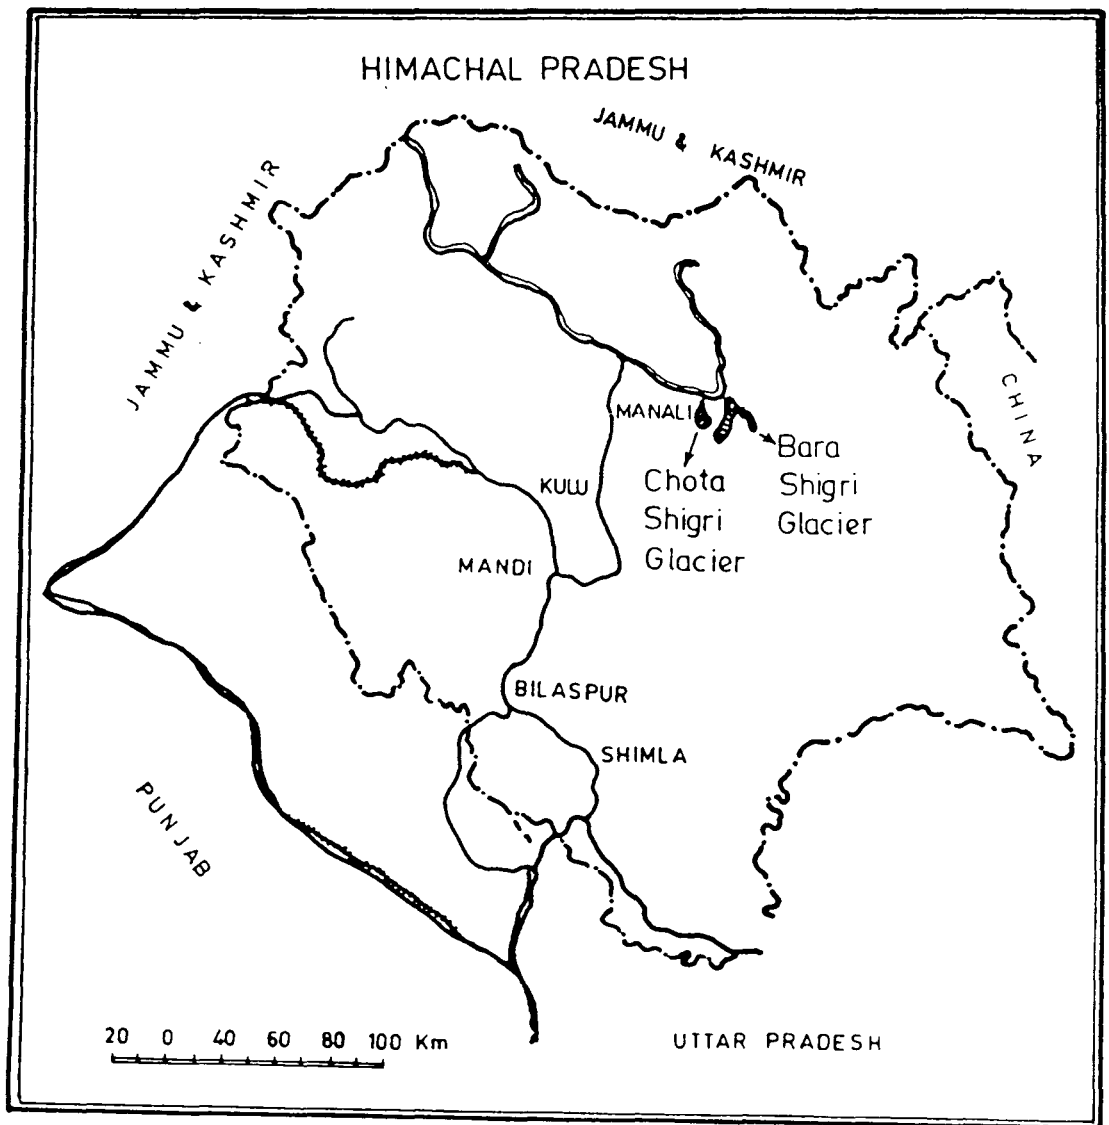 HIMACHAL PRADESH
JAMMU & KASHMIR
JAMMU & KASHMIR
CHINA
MANALI
Bara
Shigri
Glacier
Chota
Shigri
Glacier
KULU
MANDI
BILASPUR
SHIMLA
PUNJAB
20 0 40 60 80 100 Km
UTTAR PRADESH